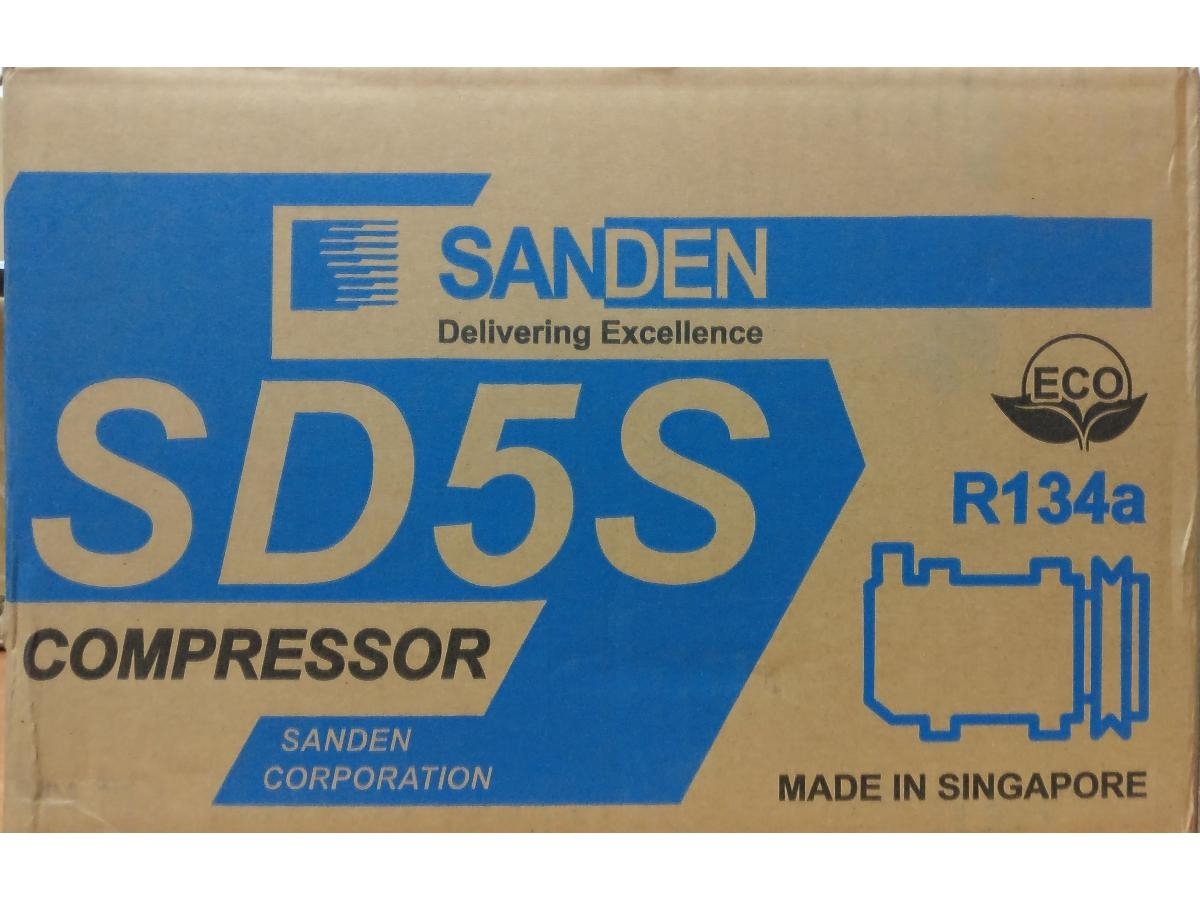 SANDEN
Delivering Excellence
SD5S
ECO
R134a
COMPRESSOR
SANDEN
CORPORATION
MADE IN SINGAPORE